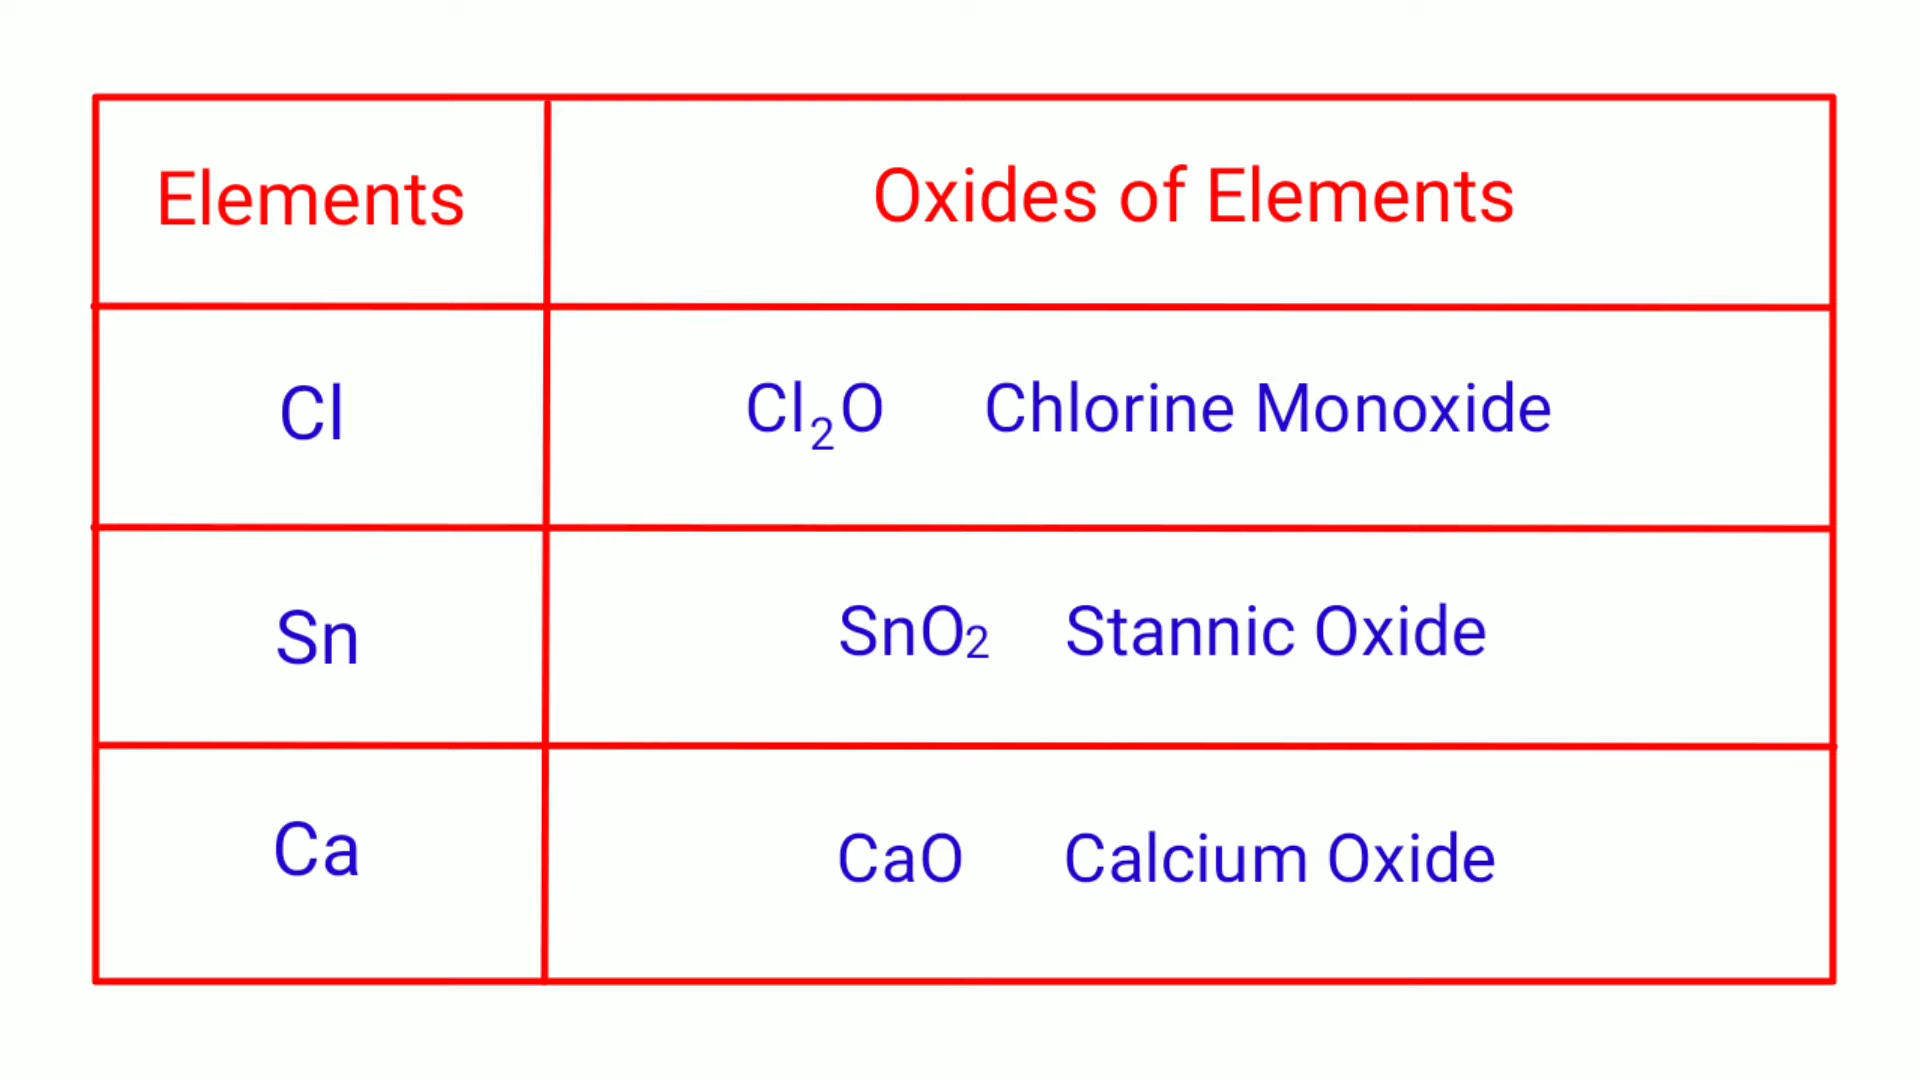 Elements Oxides of Elements
Cl Cl₂O Chlorine Monoxide
Sn SnO₂ Stannic Oxide
Ca CaO Calcium Oxide